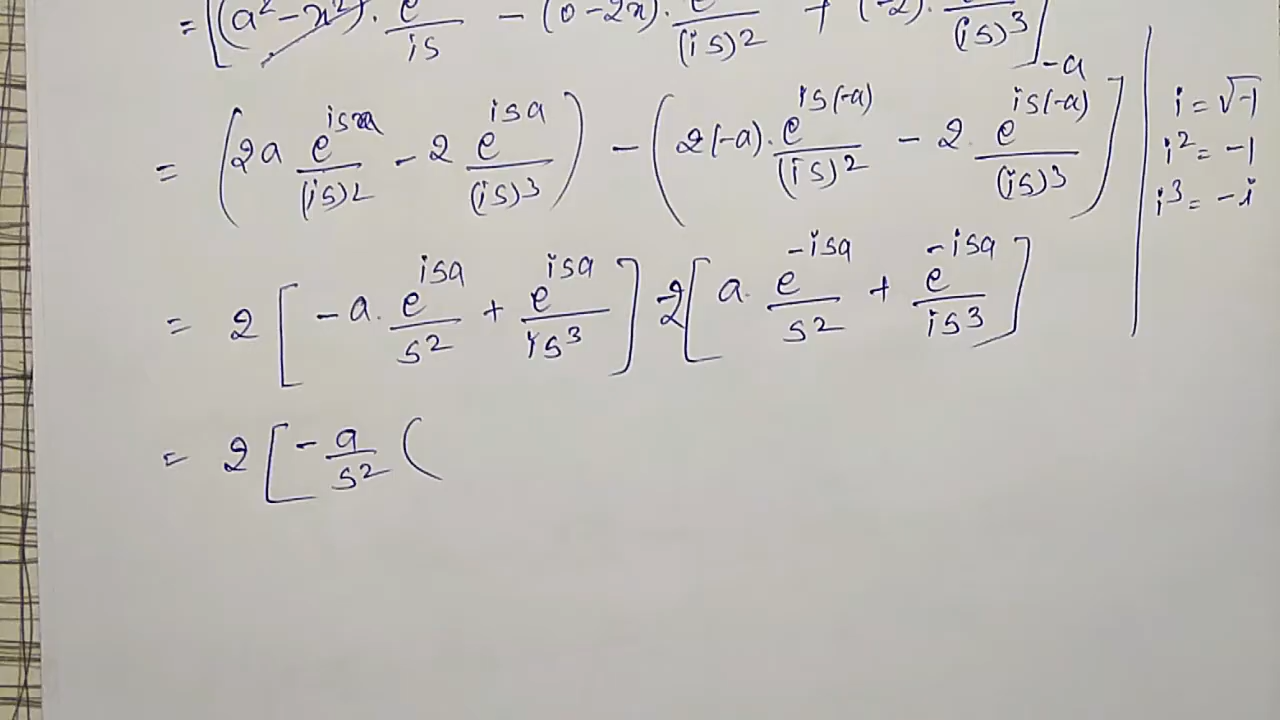 = [(a² - x²) · e/is - (0 - 2x) · /(is)² + (-2) · /(is)³]₋ₐ
= (2a e^{isa}/(is)² - 2 e^{isa}/(is)³) - (2(-a) · e^{is(-a)}/(is)² - 2 · e^{is(-a)}/(is)³]
i = √-1
i² = -1
i³ = -i
= 2 [-a · e^{isa}/s² + e^{isa}/is³] -2 [a · e^{-isa}/s² + e^{-isa}/is³]
= 2 [-a/s² (